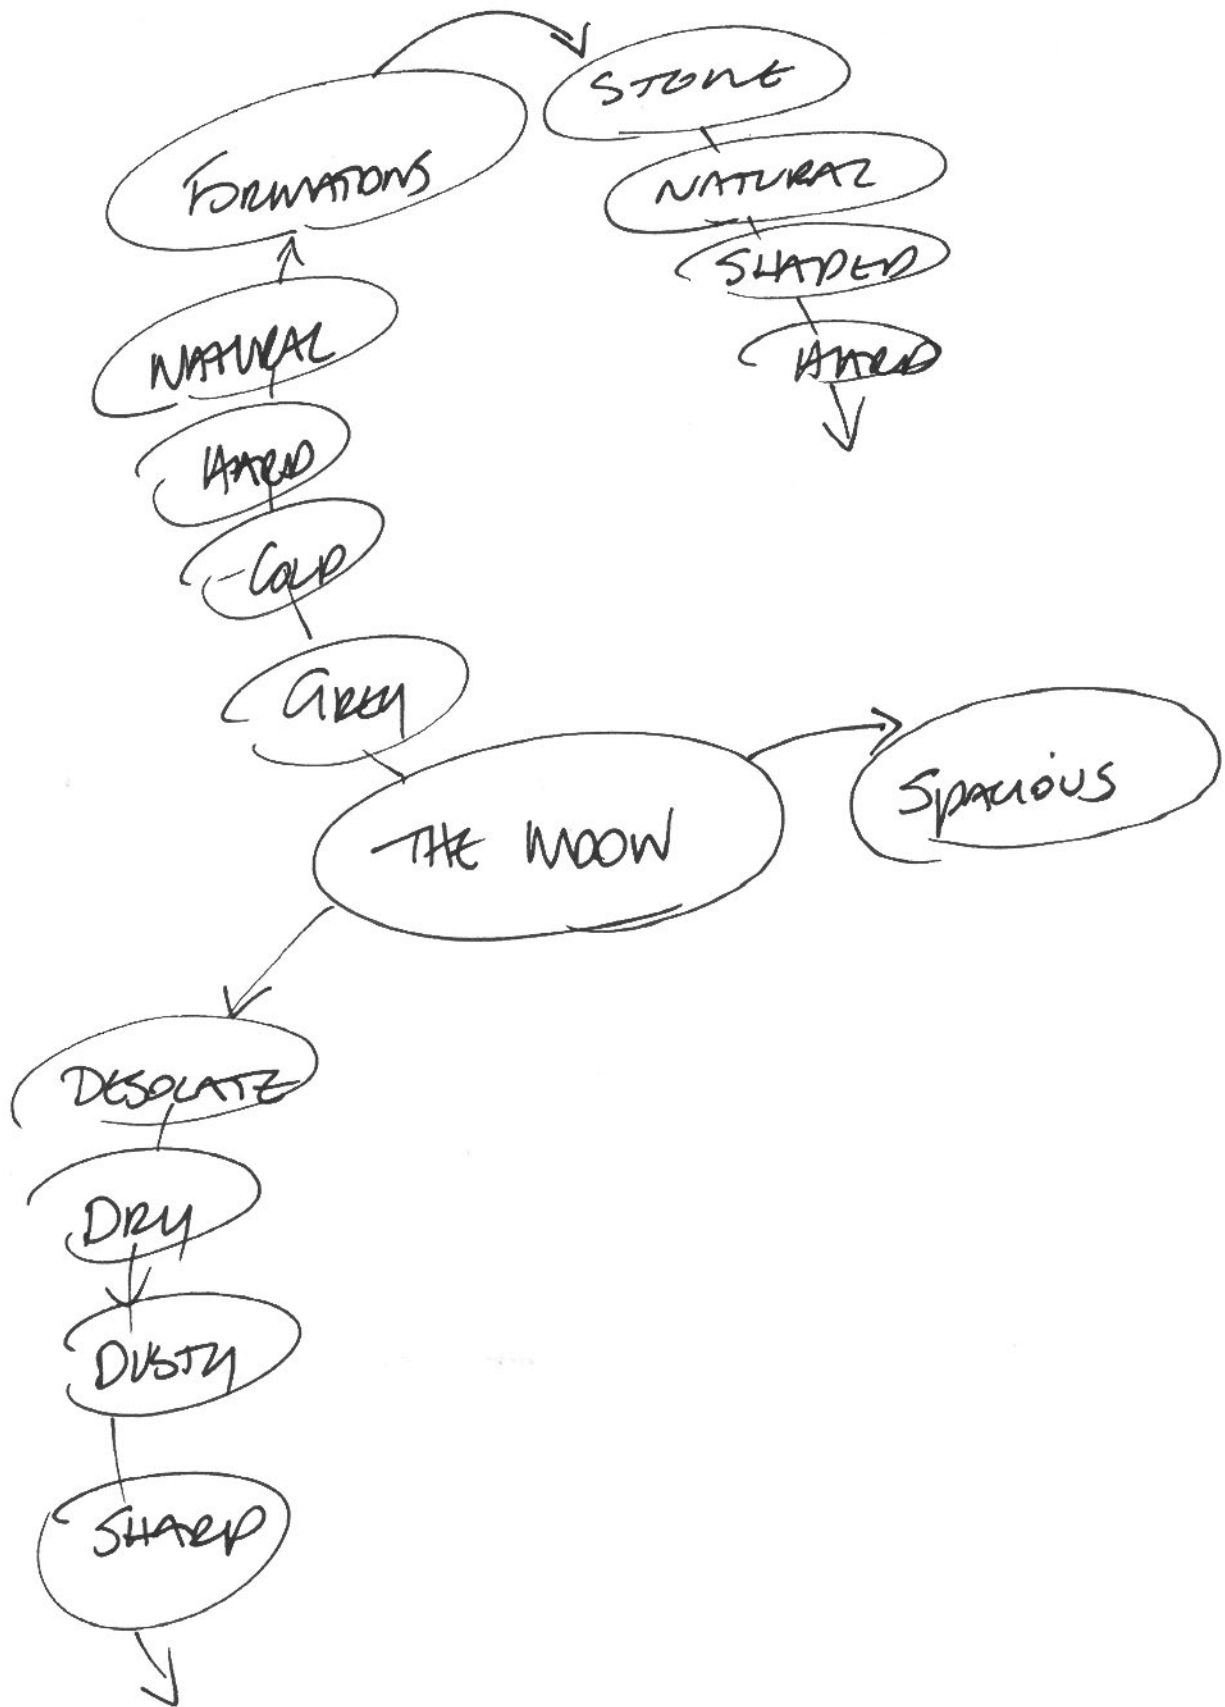 STONE
FORMATIONS
NATURAL
SHAPED
NATURAL
HARD
HARD
COLD
GREY
SPACIOUS
THE MOON
DESOLATE
DRY
DUSTY
SHARP